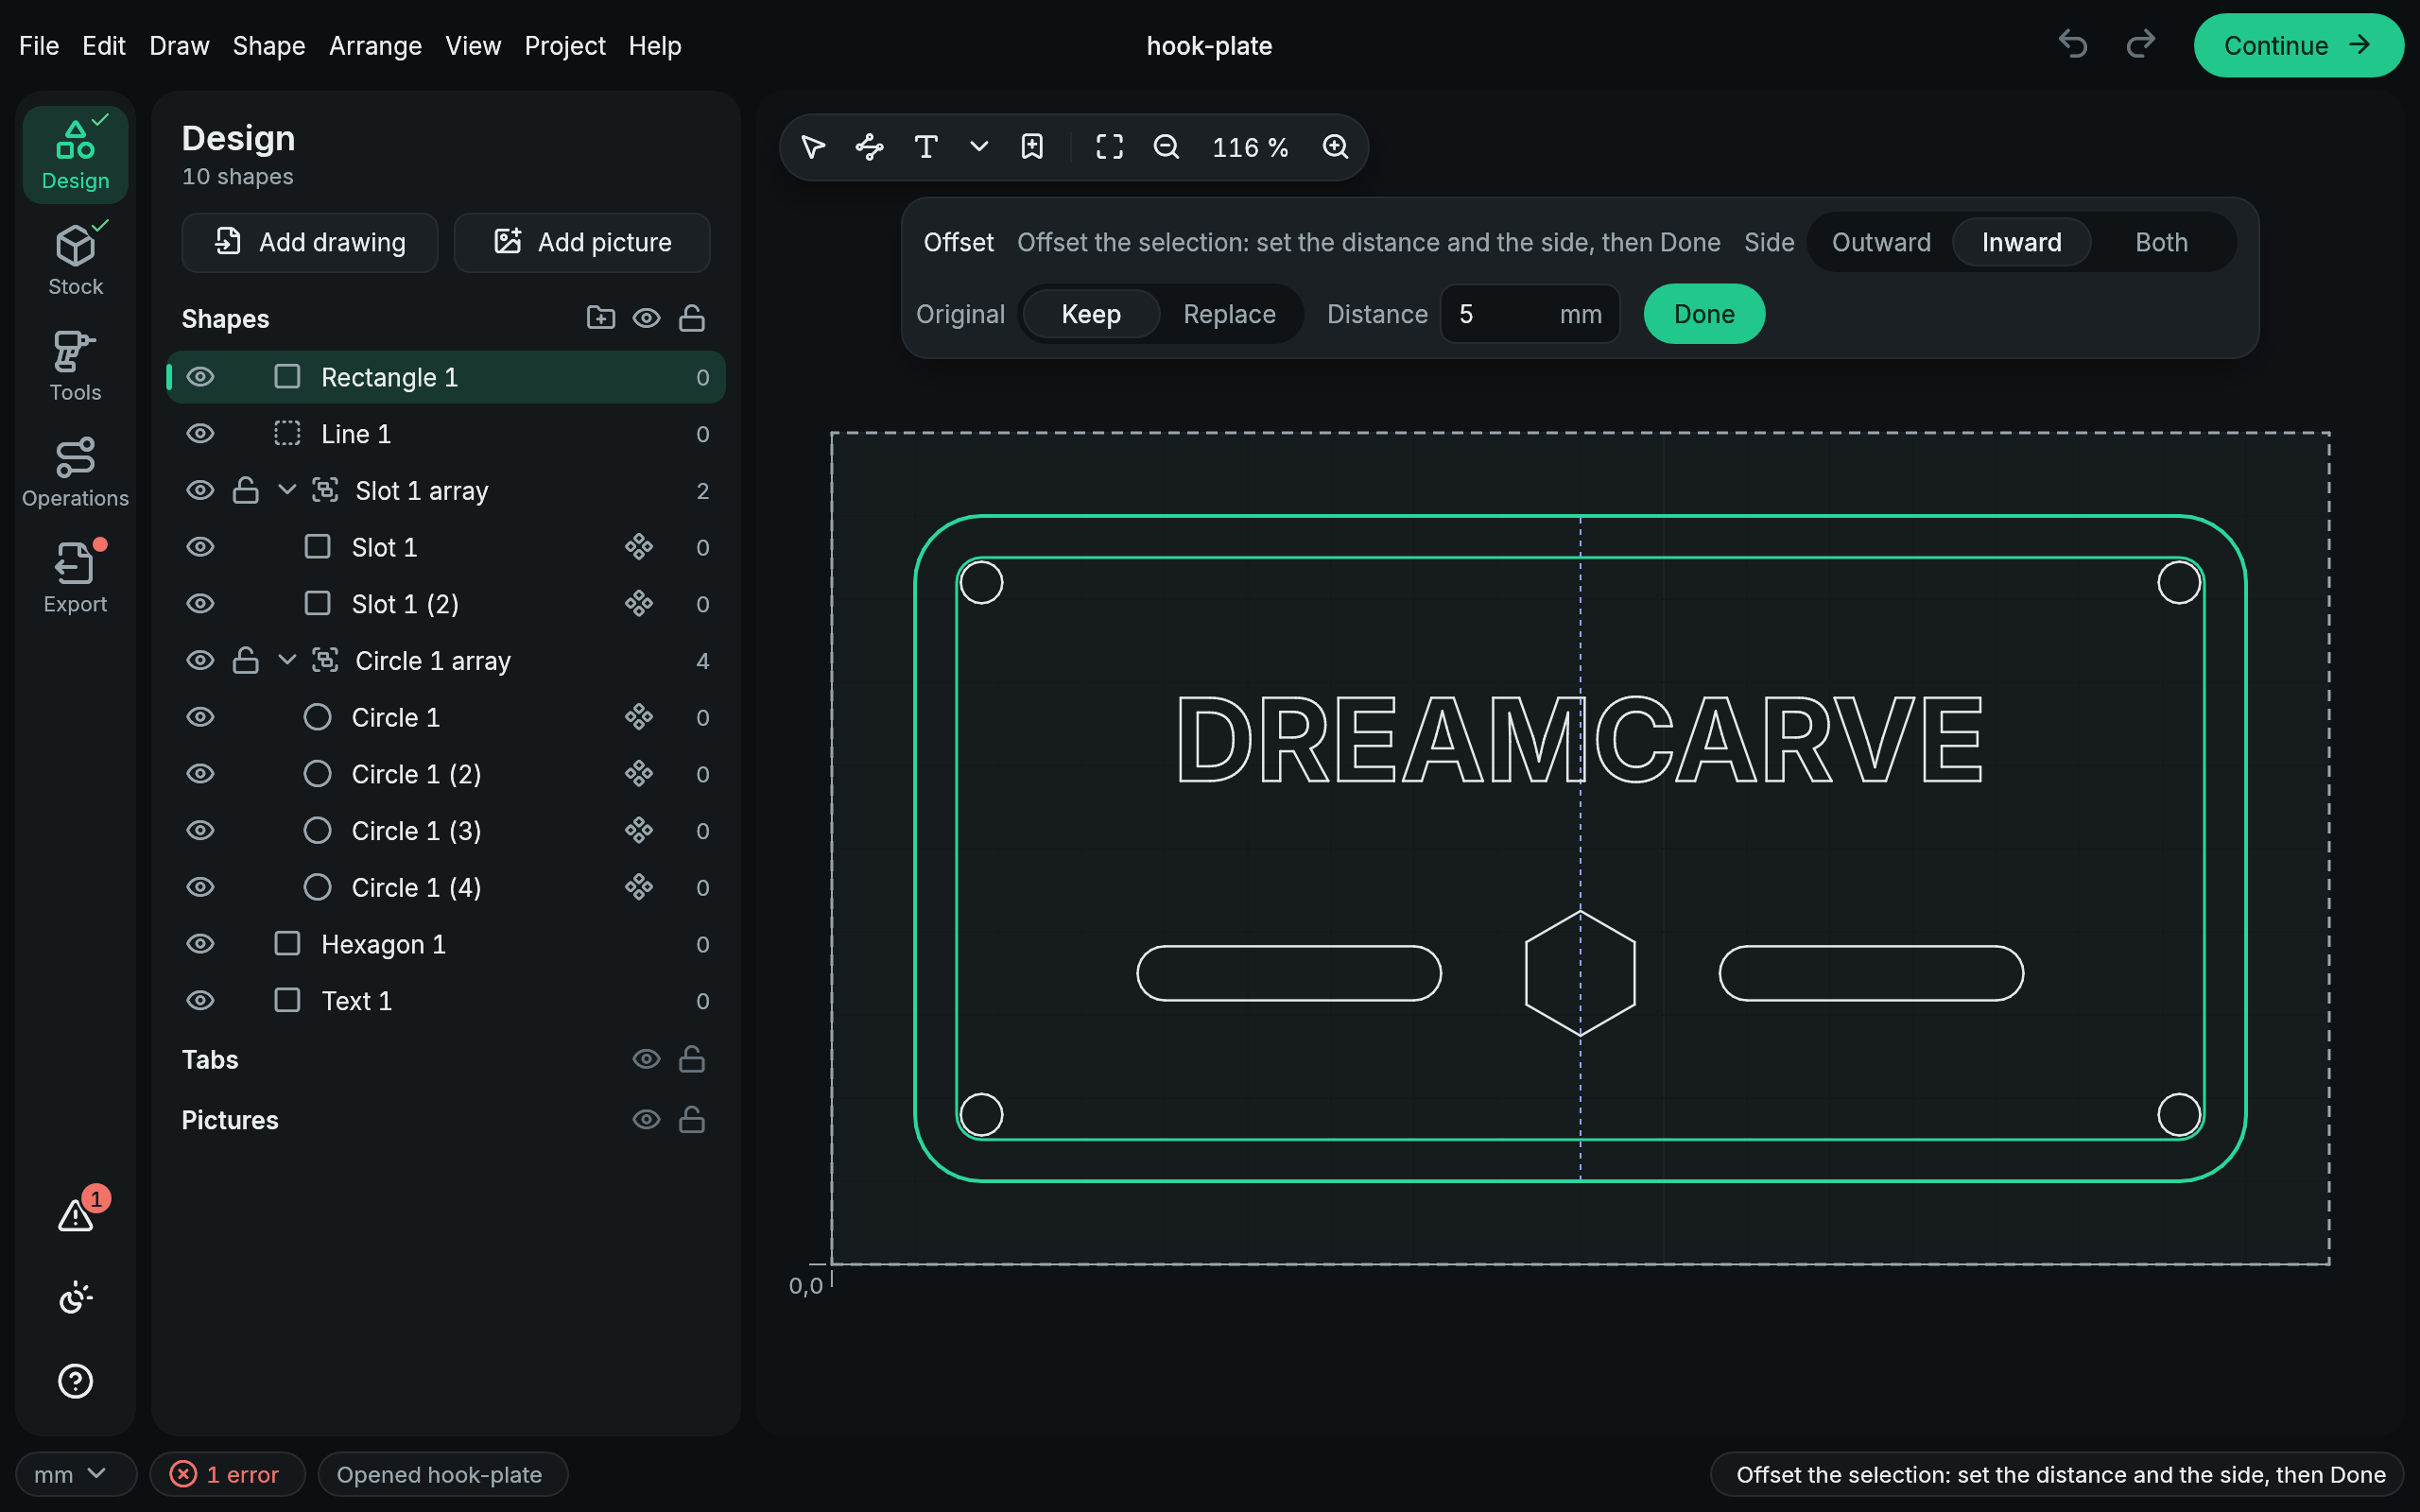 File Edit Draw Shape Arrange View Project Help
hook-plate
Continue
Design
Stock
Tools
Operations
Export
1
Design
10 shapes
Add drawing
Add picture
Shapes
Rectangle 1 0
Line 1 0
Slot 1 array 2
Slot 1 0
Slot 1 (2) 0
Circle 1 array 4
Circle 1 0
Circle 1 (2) 0
Circle 1 (3) 0
Circle 1 (4) 0
Hexagon 1 0
Text 1 0
Tabs
Pictures
T 116 %
Offset Offset the selection: set the distance and the side, then Done Side Outward Inward Both
Original Keep Replace Distance 5 mm Done
DREAMCARVE
0,0
mm
1 error
Opened hook-plate
Offset the selection: set the distance and the side, then Done